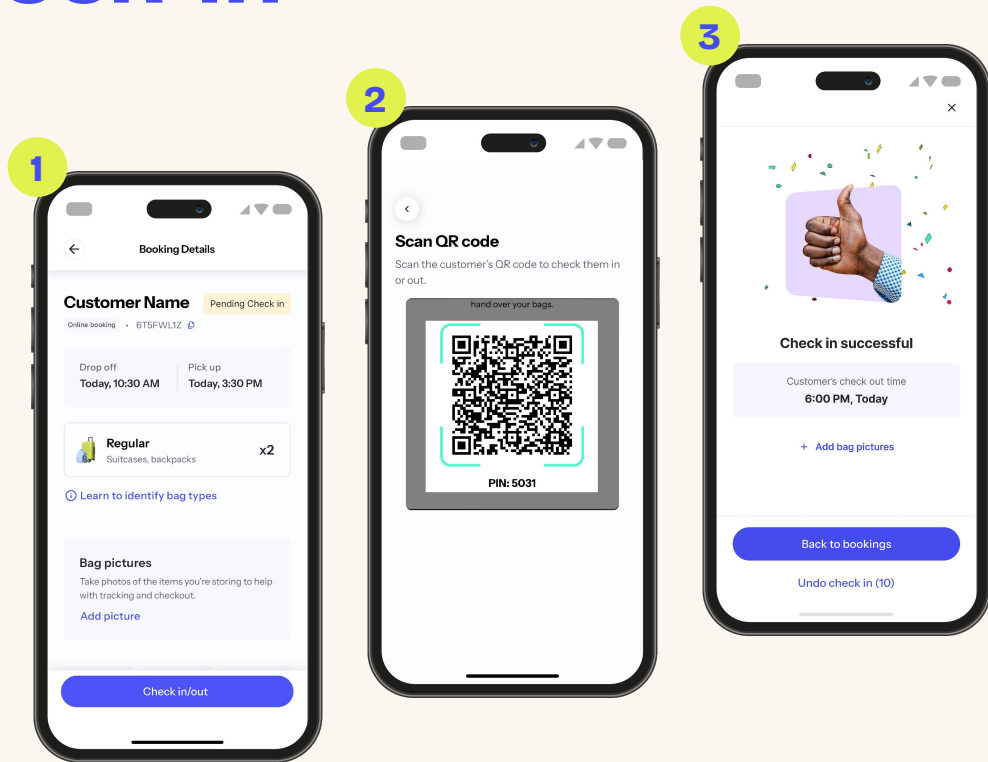 1
Booking Details
Customer Name
Pending Check in
Online booking • 6T5FWL1Z
Drop off
Today, 10:30 AM
Pick up
Today, 3:30 PM
Regular
Suitcases, backpacks
x2
Learn to identify bag types
Bag pictures
Take photos of the items you're storing to help
with tracking and checkout.
Add picture
Check in/out
2
Scan QR code
Scan the customer's QR code to check them in
or out.
hand over your bags.
PIN: 5031
3
Check in successful
Customer's check out time
6:00 PM, Today
+ Add bag pictures
Back to bookings
Undo check in (10)